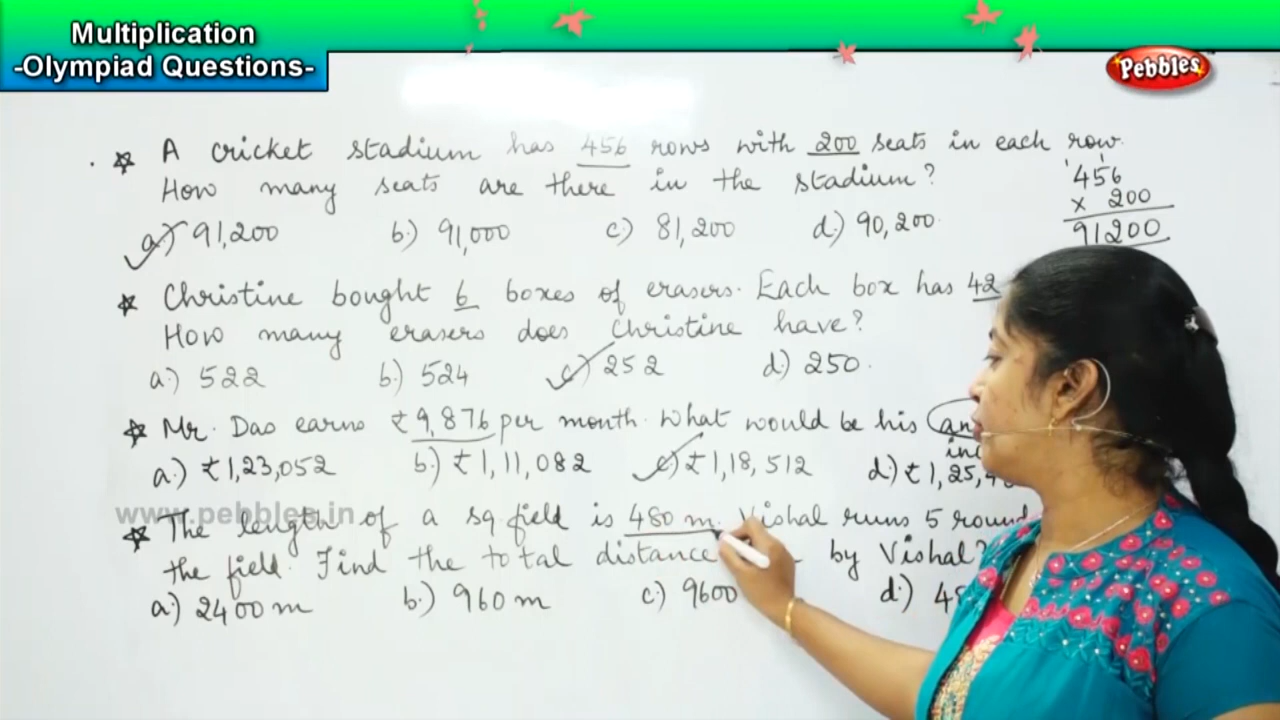 Multiplication
-Olympiad Questions-
Pebbles
A cricket stadium has 456 rows with 200 seats in each row.
How many seats are there in the stadium?
a.) 91,200 b.) 91,000 c.) 81,200 d.) 90,200.
1 1
456
x 200
91200
Christine bought 6 boxes of erasers. Each box has 42
How many erasers does Christine have?
a.) 522 b.) 524 c.) 252 d.) 250.
Mr. Das earns ₹ 9,876 per month. What would be his
a.) ₹1,23,052 b.) ₹1,11,082 c.) ₹1,18,512 d.) ₹1,25,
www.pebbles.in
The length of a sq field is 480 m. Vishal runs 5 round
the field. Find the total distance by Vishal?
a.) 2400 m b.) 960 m c.) 9600 d.)